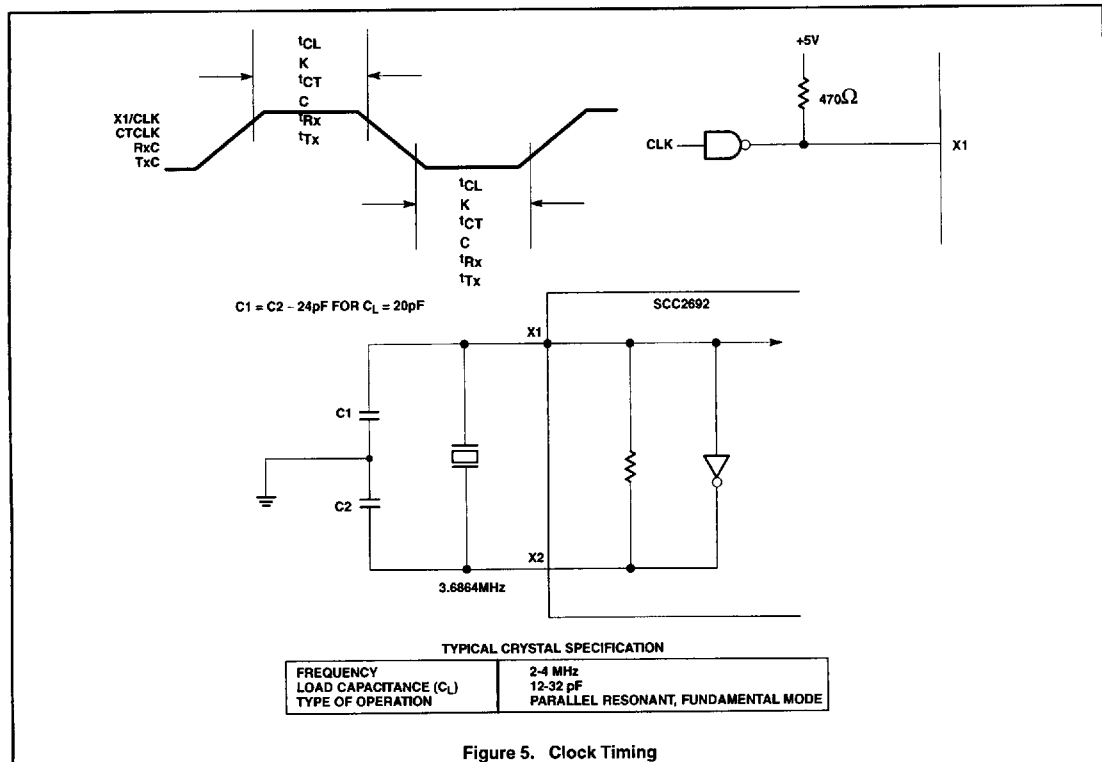 tCL
K
tCT
C
tRx
tTx
X1/CLK
CTCLK
RxC
TxC
tCL
K
tCT
C
tRx
tTx
+5V
470Ω
CLK
X1
C1 = C2 – 24pF FOR CL = 20pF
SCC2692
X1
C1
C2
X2
3.6864MHz
TYPICAL CRYSTAL SPECIFICATION
FREQUENCY 2-4 MHz
LOAD CAPACITANCE (CL) 12-32 pF
TYPE OF OPERATION PARALLEL RESONANT, FUNDAMENTAL MODE
Figure 5. Clock Timing